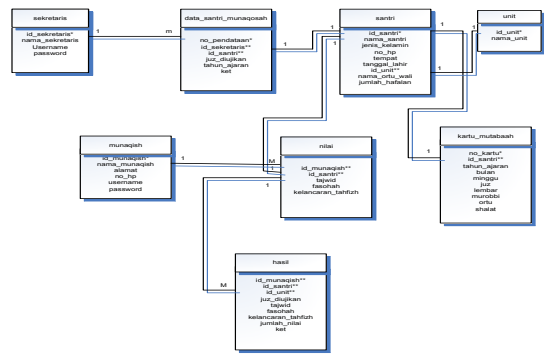 sekretaris
id_sekretaris*
nama_sekretaris
Username
password
1
m
data_santri_munaqosah
no_pendataan*
id_sekretaris**
id_santri**
juz_diujikan
tahun_ajaran
ket
1
1
1
santri
id_santri*
nama_santri
jenis_kelamin
no_hp
tempat
tanggal_lahir
id_unit**
nama_ortu_wali
jumlah_hafalan
1
1
1
unit
id_unit*
nama_unit
munaqish
id_munaqish*
nama_munaqish
alamat
no_hp
username
password
1
M
1
1
nilai
id_munaqish**
id_santri**
tajwid
fasohah
kelancaran_tahfizh
1
kartu_mutabaah
no_kartu*
id_santri**
tahun_ajaran
bulan
minggu
juz
lembar
murobbi
ortu
shalat
M
hasil
id_munaqish**
id_santri**
id_unit**
juz_diujikan
tajwid
fasohah
kelancaran_tahfizh
jumlah_nilai
ket